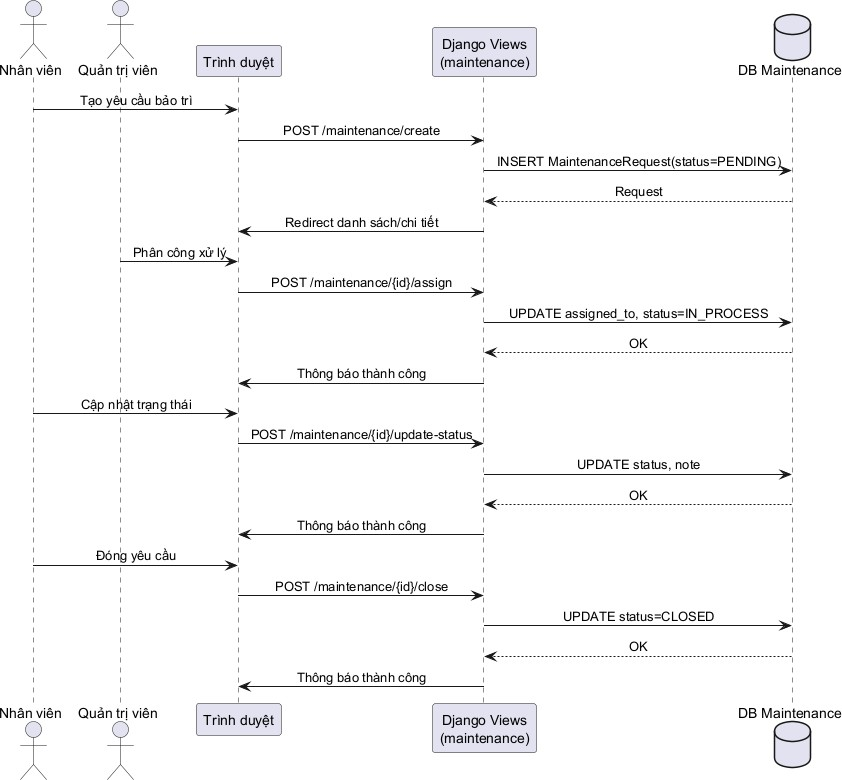 Nhân viên
Quản trị viên
Trình duyệt
Django Views
(maintenance)
DB Maintenance
Tạo yêu cầu bảo trì
POST /maintenance/create
INSERT MaintenanceRequest(status=PENDING)
Request
Redirect danh sách/chi tiết
Phân công xử lý
POST /maintenance/{id}/assign
UPDATE assigned_to, status=IN_PROCESS
OK
Thông báo thành công
Cập nhật trạng thái
POST /maintenance/{id}/update-status
UPDATE status, note
OK
Thông báo thành công
Đóng yêu cầu
POST /maintenance/{id}/close
UPDATE status=CLOSED
OK
Thông báo thành công
Nhân viên
Quản trị viên
Trình duyệt
Django Views
(maintenance)
DB Maintenance